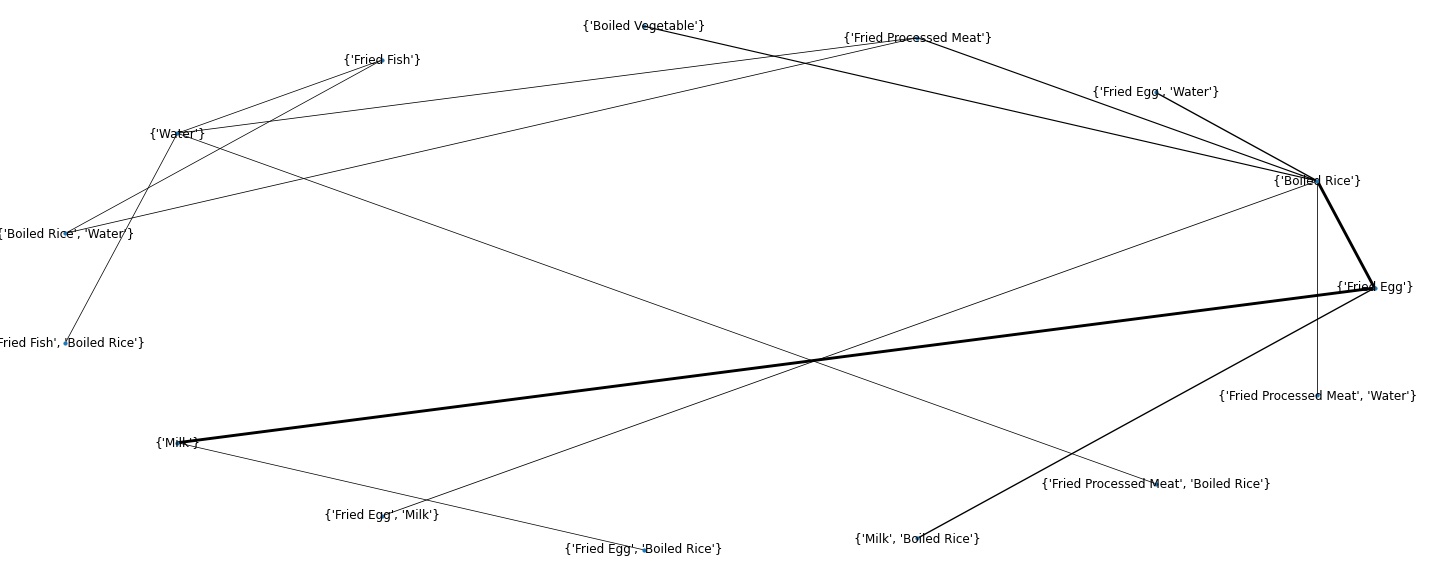 {'Boiled Vegetable'}
{'Fried Processed Meat'}
{'Fried Fish'}
{'Fried Egg', 'Water'}
{'Water'}
{'Boiled Rice'}
{'Boiled Rice', 'Water'}
{'Fried Egg'}
Fried Fish', 'Boiled Rice'}
{'Fried Processed Meat', 'Water'}
{'Milk'}
{'Fried Processed Meat', 'Boiled Rice'}
{'Fried Egg', 'Milk'}
{'Milk', 'Boiled Rice'}
{'Fried Egg', 'Boiled Rice'}